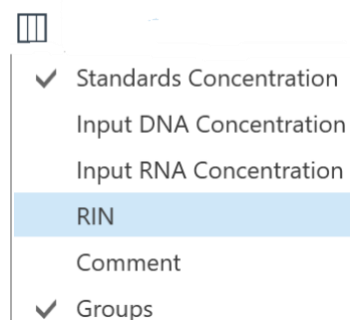 Standards Concentration
Input DNA Concentration
Input RNA Concentration
RIN
Comment
Groups